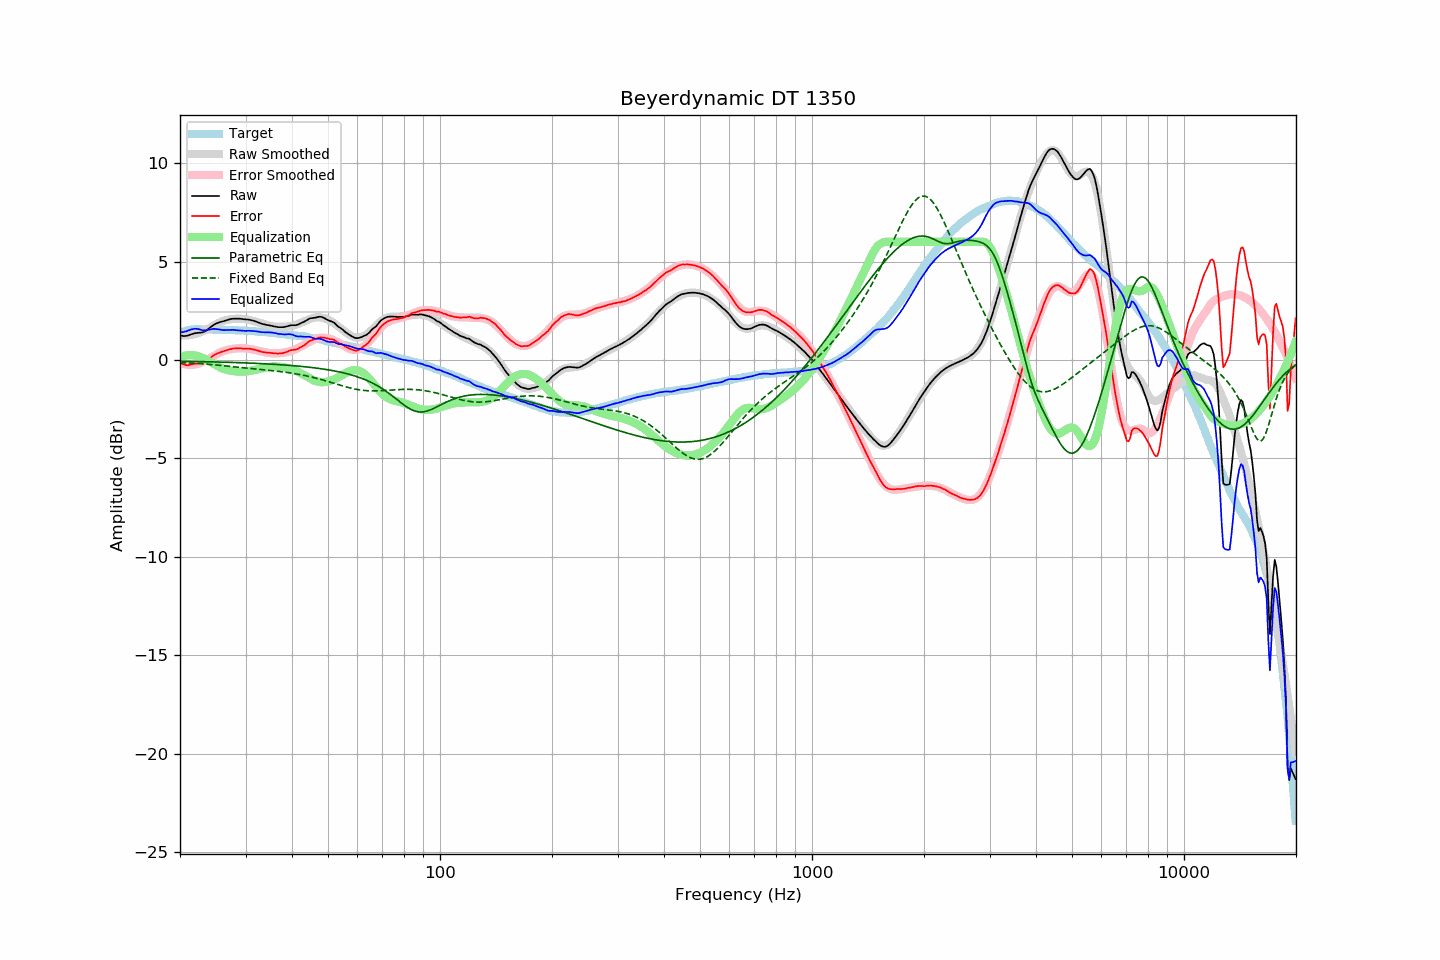 Beyerdynamic DT 1350
Target
Raw Smoothed
Error Smoothed
Raw
Error
Equalization
Parametric Eq
Fixed Band Eq
Equalized
10
5
0
−5
−10
−15
−20
−25
Amplitude (dBr)
100
1000
10000
Frequency (Hz)